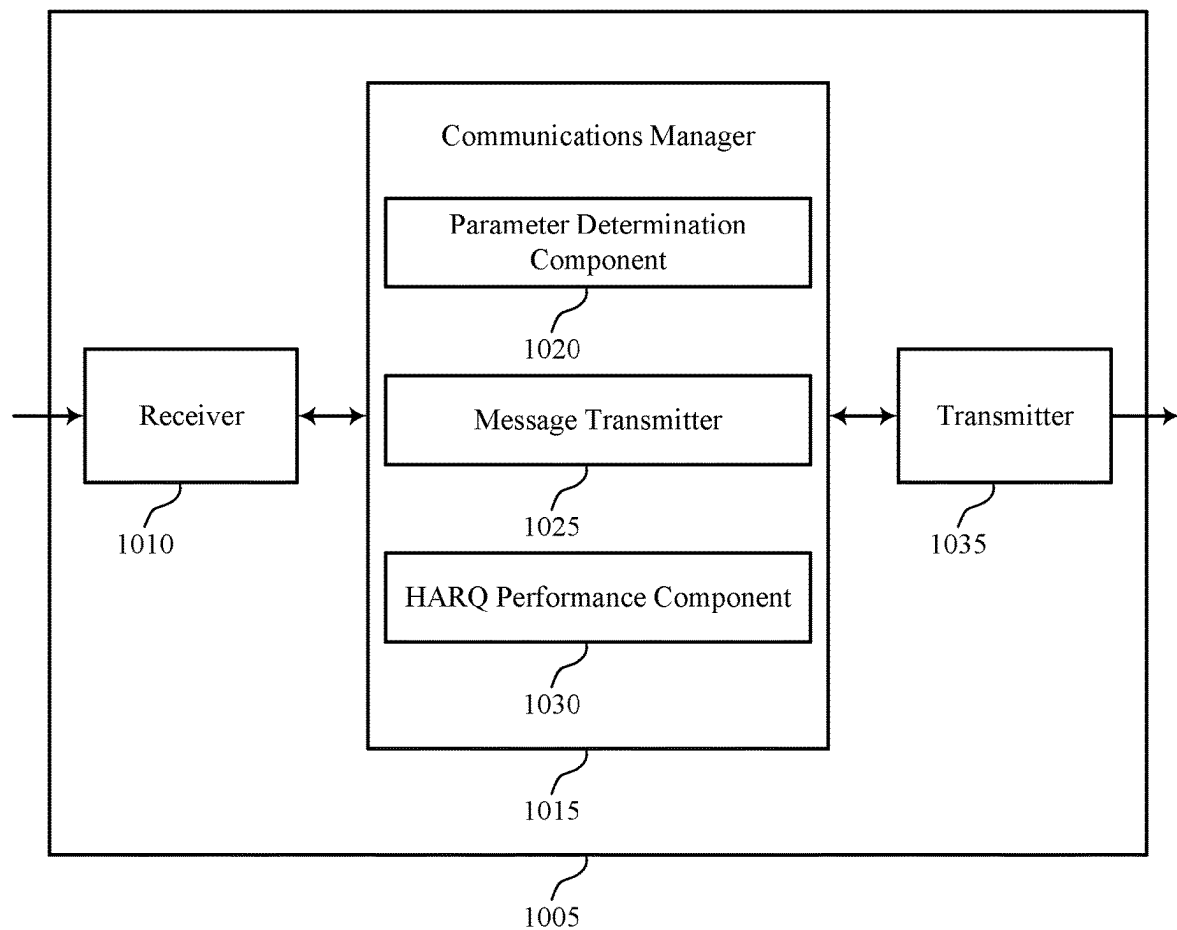 Communications Manager
Parameter Determination
Component
1020
Receiver
1010
Message Transmitter
1025
Transmitter
1035
HARQ Performance Component
1030
1015
1005